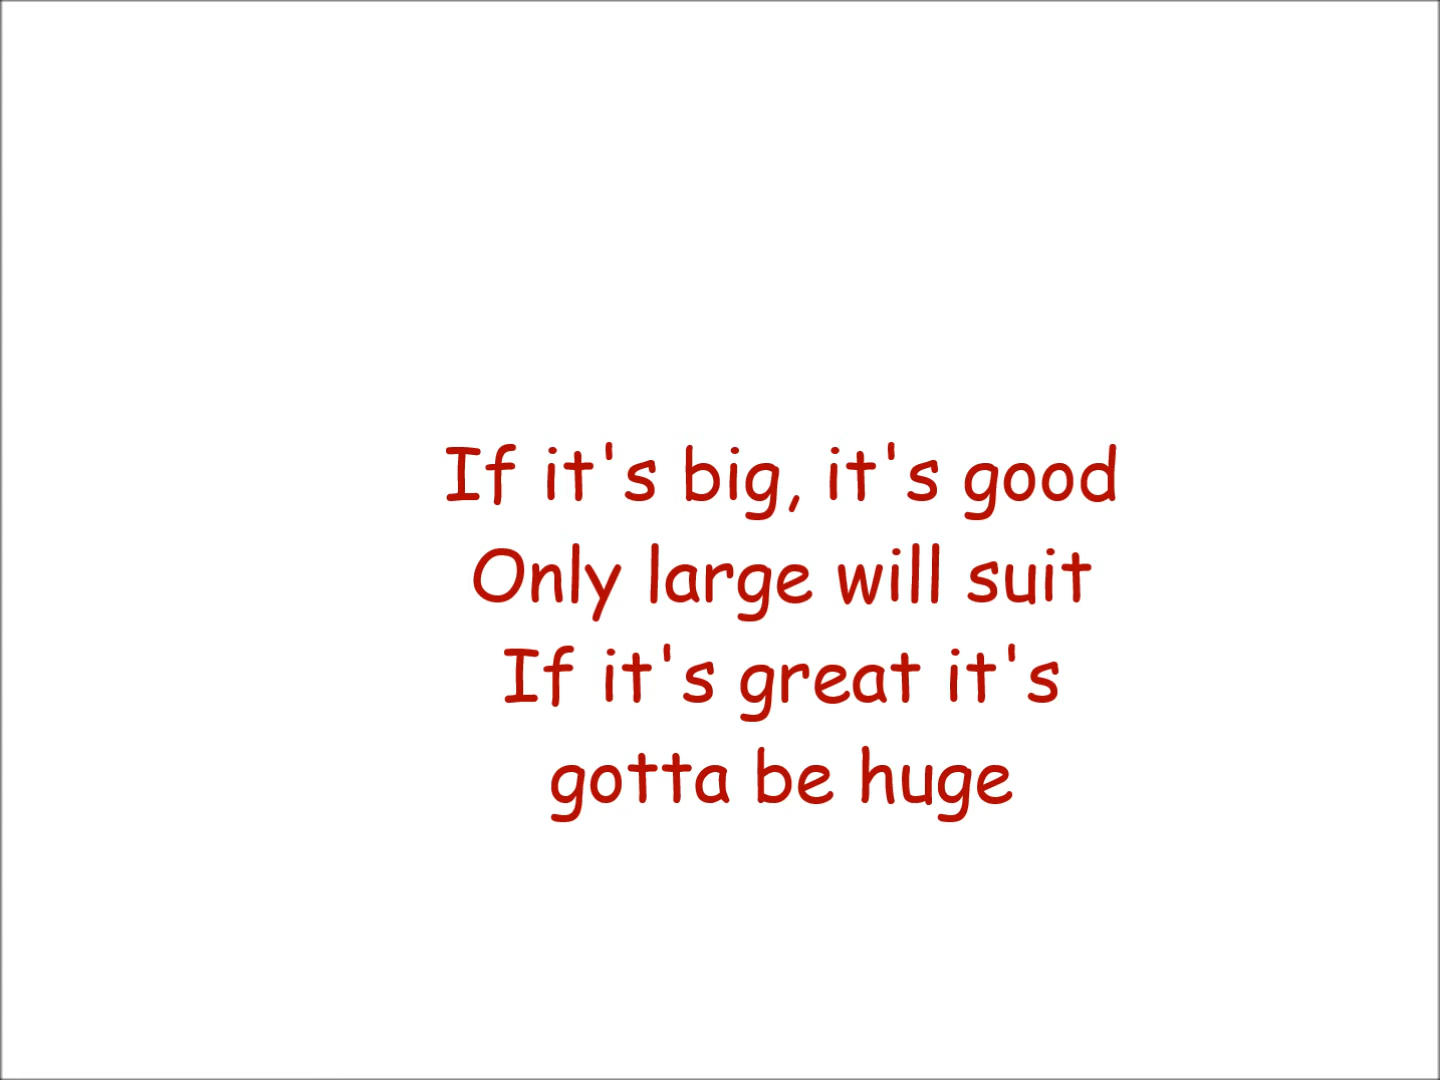 If it's big, it's good
Only large will suit
If it's great it's
gotta be huge